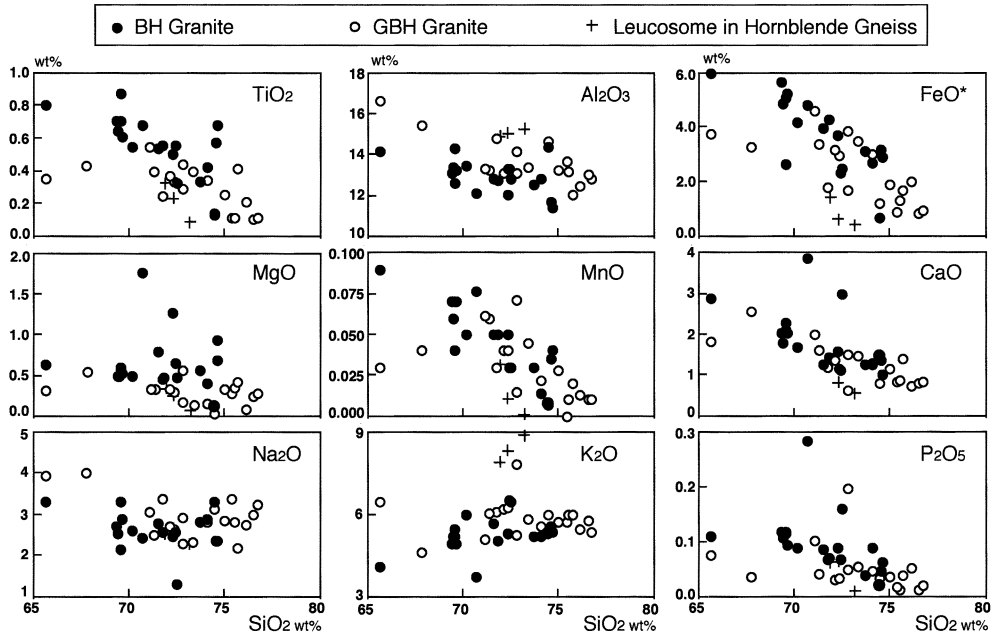 ● BH Granite ○ GBH Granite + Leucosome in Hornblende Gneiss
wt% wt%
1.0 18 6.0
TiO2 Al2O3 FeO*
0.8 16 4.0
0.6
0.4 14 2.0
0.2 12
0.0 10 0.0
2.0 0.100 4
MgO MnO CaO
1.5 0.075 3
1.0 0.050 2
0.5 0.025 1
0.0 0.000 0
5 9 0.3
Na2O K2O P2O5
4 0.2
3 6
2 0.1
1 3 0.0
65 70 75 80 65 70 75 80 65 70 75 80
SiO2 wt% SiO2 wt% SiO2 wt%
wt%